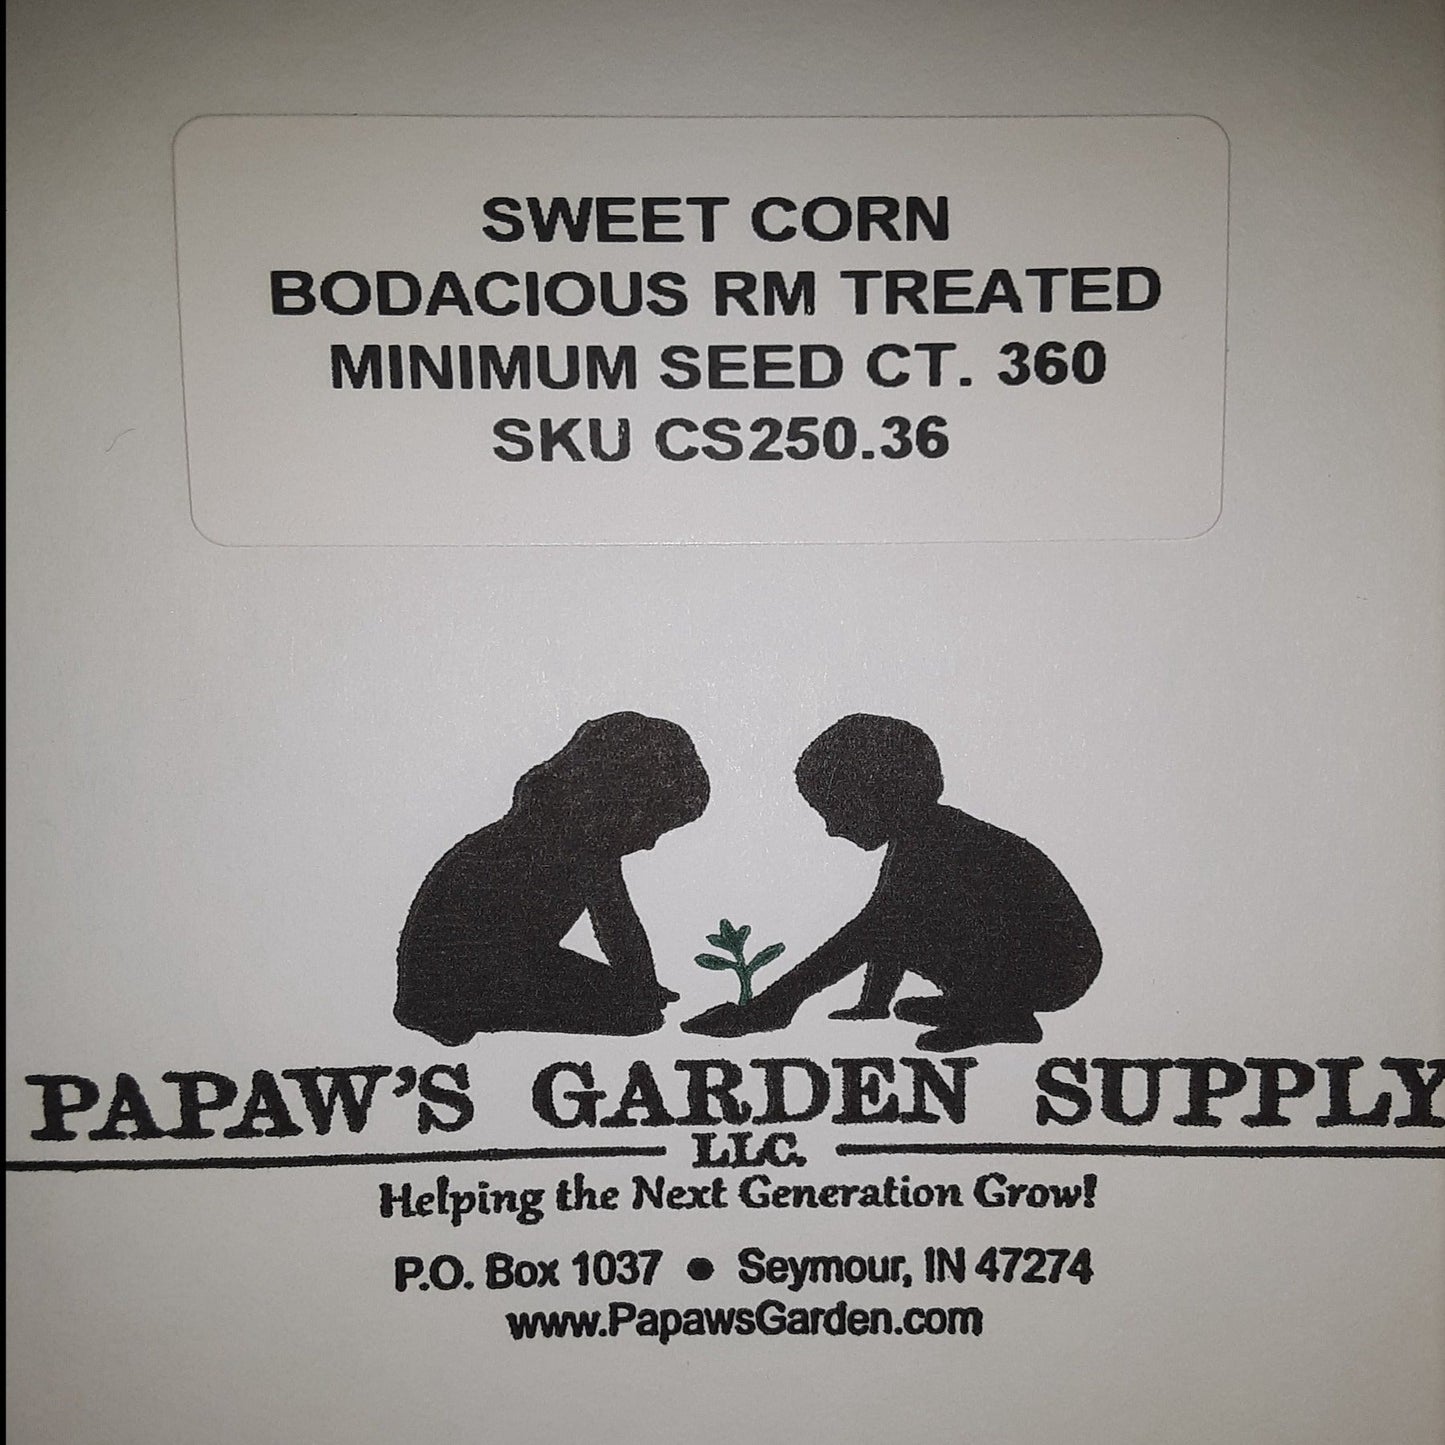 SWEET CORN
BODACIOUS RM TREATED
MINIMUM SEED CT. 360
SKU CS250.36
PAPAW'S GARDEN SUPPLY
LLC.
Helping the Next Generation Grow!
P.O. Box 1037 • Seymour, IN 47274
www.PapawsGarden.com